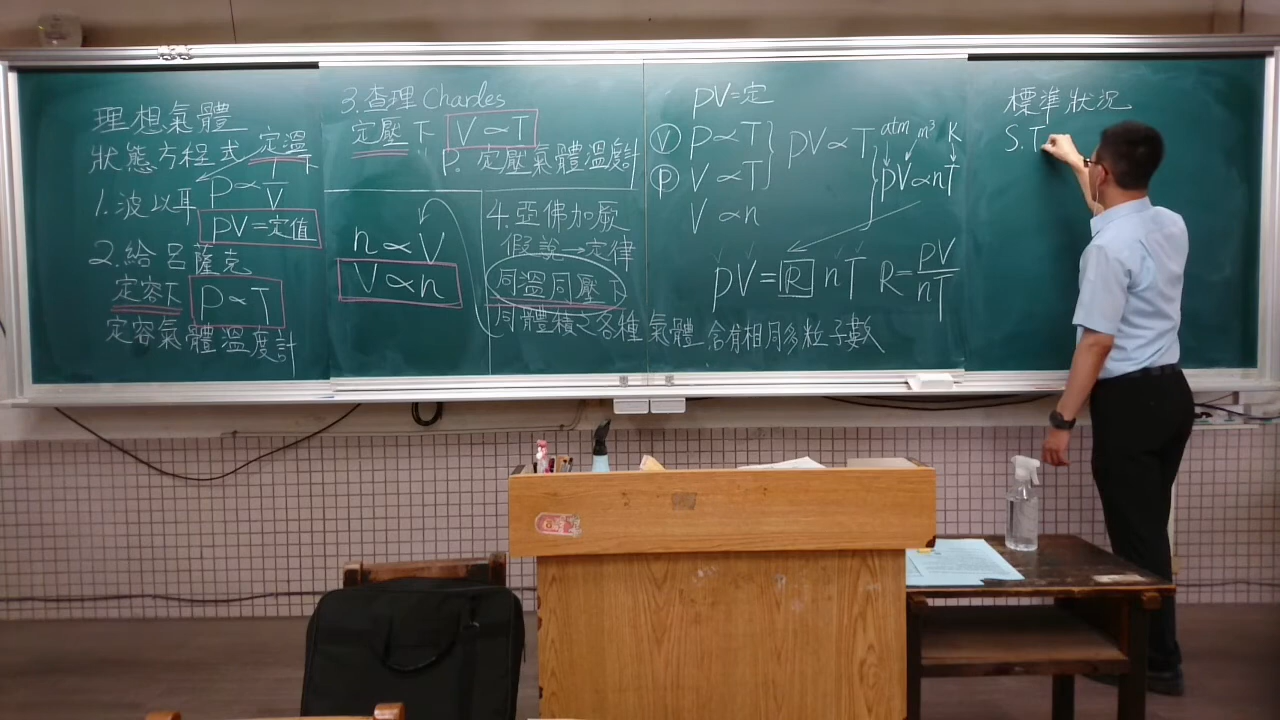 理想氣體
狀態方程式 定溫下
1.波以耳 P∝1/V
PV=定值
2.給呂薩克
定容下 P∝T
定容氣體溫度計
3.查理 Charles
定壓下 V∝T
P. 定壓氣體溫度計
n∝V
V∝n
4.亞佛加厥
假說→定律
同溫同壓下
同體積之各種氣體含有相同多粒子數
PV=定
Ⓥ P∝T
Ⓟ V∝T
V∝n
PV∝T
atm m³ K
PV∝nT
PV=R nT R=PV/nT
標準狀況
S.T